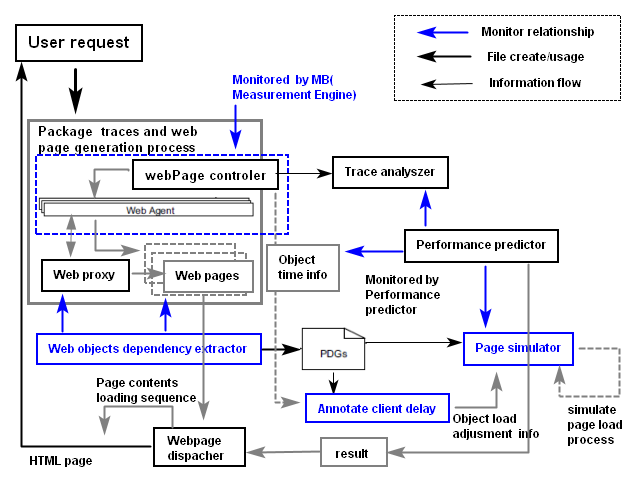 User request
Monitor relationship
File create/usage
Information flow
Monitored by MB(
Measurement Engine)
Package traces and web
page generation process
webPage controler
Trace analyszer
Web Agent
Performance predictor
Object
time info
Web proxy
Web pages
Monitored by
Performance
predictor
Web objects dependency extractor
PDGs
Page simulator
Page contents
loading sequence
Annotate client delay
Object load
adjusment info
simulate
page load
process
Webpage
dispacher
result
HTML page